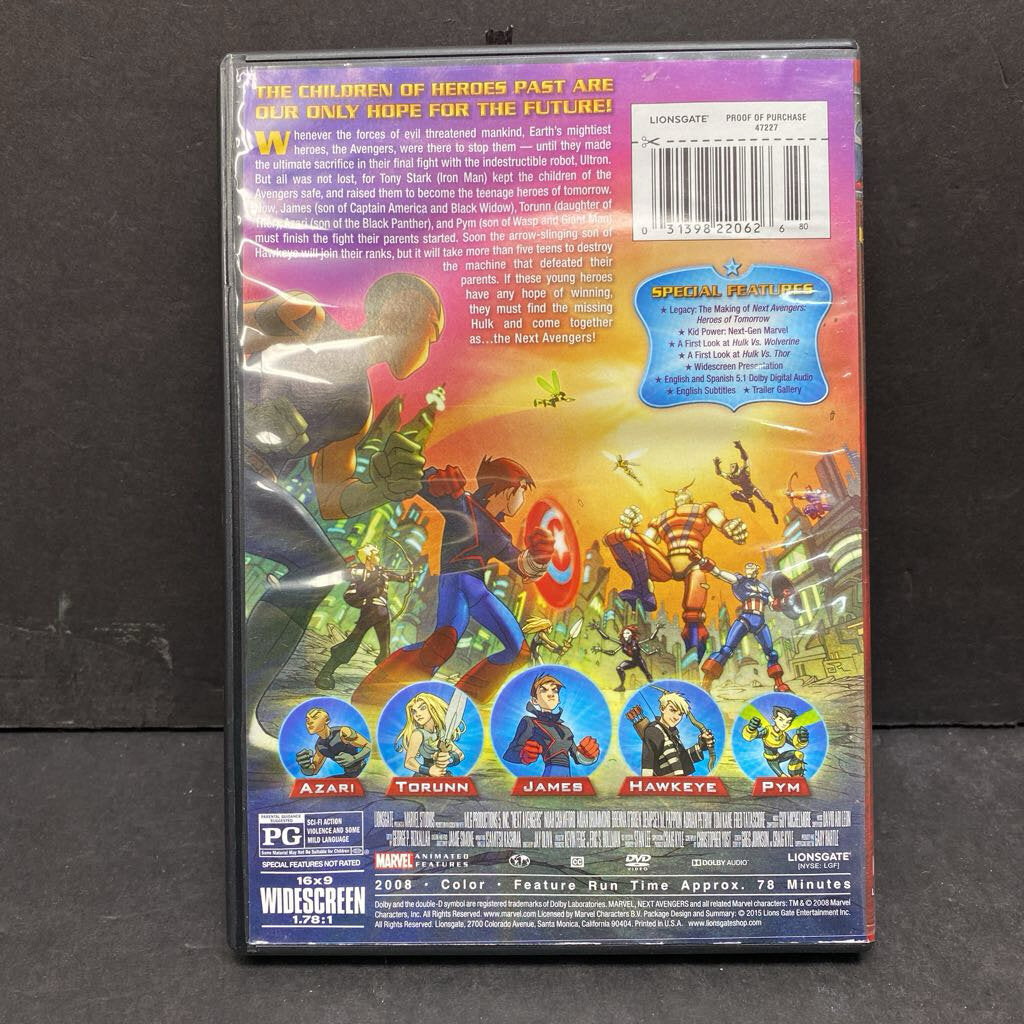 THE CHILDREN OF HEROES PAST ARE
OUR ONLY HOPE FOR THE FUTURE!
Whenever the forces of evil threatened mankind, Earth's mightiest
heroes, the Avengers, were there to stop them — until they made
the ultimate sacrifice in their final fight with the indestructible robot, Ultron.
But all was not lost, for Tony Stark (Iron Man) kept the children of the
Avengers safe, and raised them to become the teenage heroes of tomorrow.
Now, James (son of Captain America and Black Widow), Torunn (daughter of
Thor), Azari (son of the Black Panther), and Pym (son of Wasp and Giant Man)
must finish the fight their parents started. Soon the arrow-slinging son of
Hawkeye will join their ranks, but it will take more than five teens to destroy
the machine that defeated their
parents. If these young heroes
have any hope of winning,
they must find the missing
Hulk and come together
as...the Next Avengers!
LIONSGATE PROOF OF PURCHASE
47227
0 31398 22062 6 80
SPECIAL FEATURES
★ Legacy: The Making of Next Avengers:
Heroes of Tomorrow
★ Kid Power: Next-Gen Marvel
★ A First Look at Hulk Vs. Wolverine
★ A First Look at Hulk Vs. Thor
★ Widescreen Presentation
★ English and Spanish 5.1 Dolby Digital Audio
★ English Subtitles ★ Trailer Gallery
AZARI TORUNN JAMES HAWKEYE PYM
PARENTAL GUIDANCE SUGGESTED
PG
SCI-FI ACTION
VIOLENCE AND SOME
MILD LANGUAGE
Some Material May Not Be Suitable for Children
SPECIAL FEATURES NOT RATED
16x9
WIDESCREEN
1.78:1
MARVEL ANIMATED FEATURES CC DVD VIDEO DOLBY AUDIO LIONSGATE
[NYSE: LGF]
2008 · Color · Feature Run Time Approx. 78 Minutes
Dolby and the double-D symbol are registered trademarks of Dolby Laboratories. MARVEL, NEXT AVENGERS and all related Marvel characters: TM & © 2008 Marvel
Characters, Inc. All Rights Reserved. www.marvel.com Licensed by Marvel Characters B.V. Package Design and Summary: © 2015 Lions Gate Entertainment Inc.
All Rights Reserved. Lionsgate, 2700 Colorado Avenue, Santa Monica, California 90404. Printed in U.S.A. www.lionsgateshop.com